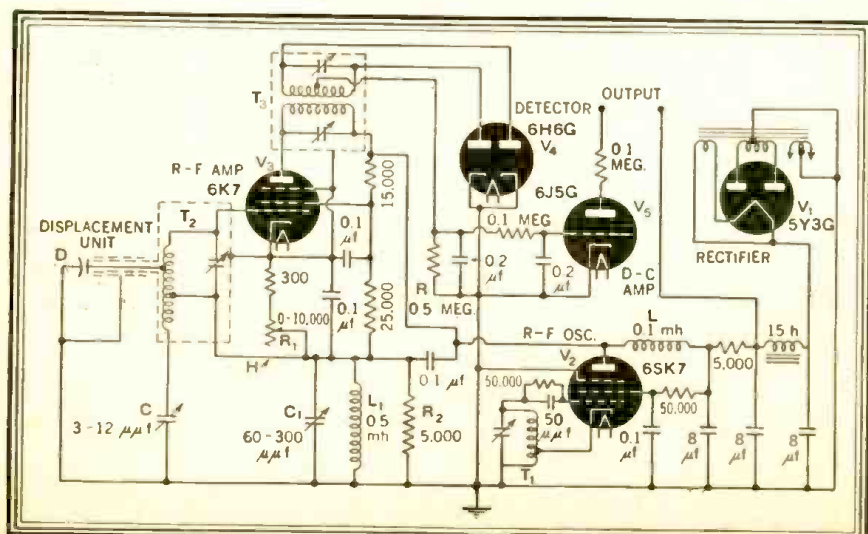 T3
R-F AMP
6K7
V3
DISPLACEMENT
UNIT
D
T2
300
0-10,000
R1
H
C
3-12 μμf
C1
60-300
μμf
L1
0.5
mh
R2
5,000
0.1
μf
0.1
μf
15,000
25,000
0.1 μf
DETECTOR
6H6G
V4
OUTPUT
0.1
MEG.
6J5G
V5
D-C
AMP
0.1 MEG
R
0.5 MEG.
0.2
μf
0.2
μf
R-F OSC.
V2
6SK7
L
0.1 mh
5,000
15 h
50,000
50
μμf
T1
50,000
0.1
μf
8
μf
8
μf
8
μf
V1
5Y3G
RECTIFIER